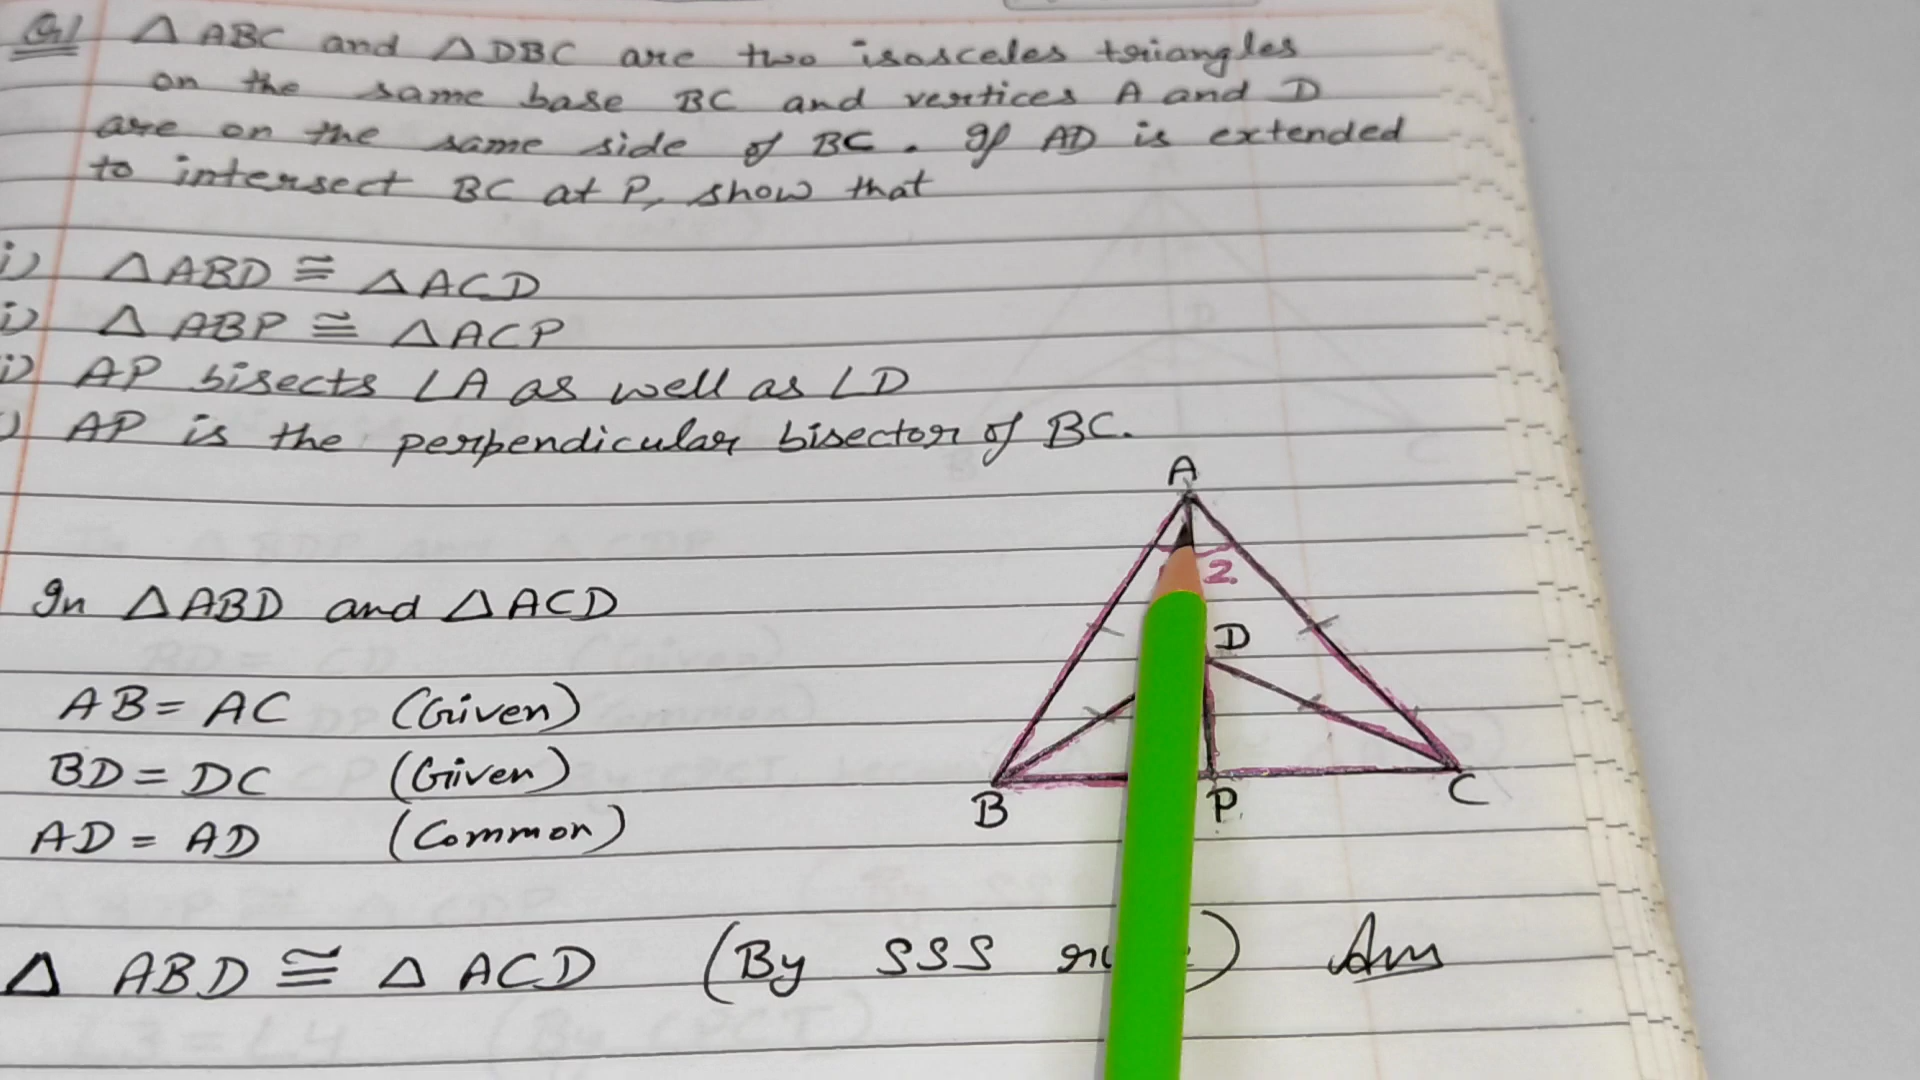 Q1 △ ABC and △ DBC are two isosceles triangles
on the same base BC and vertices A and D
are on the same side of BC. If AD is extended
to intersect BC at P, show that
i) △ABD ≅ △ACD
i) △ ABP ≅ △ACP
i) AP bisects ∠A as well as ∠D
) AP is the perpendicular bisector of BC.
A
2.
In △ABD and △ACD
D
AB = AC (Given)
BD = DC (Given)
B P C
AD = AD (Common)
△ ABD ≅ △ ACD (By SSS ) Ans